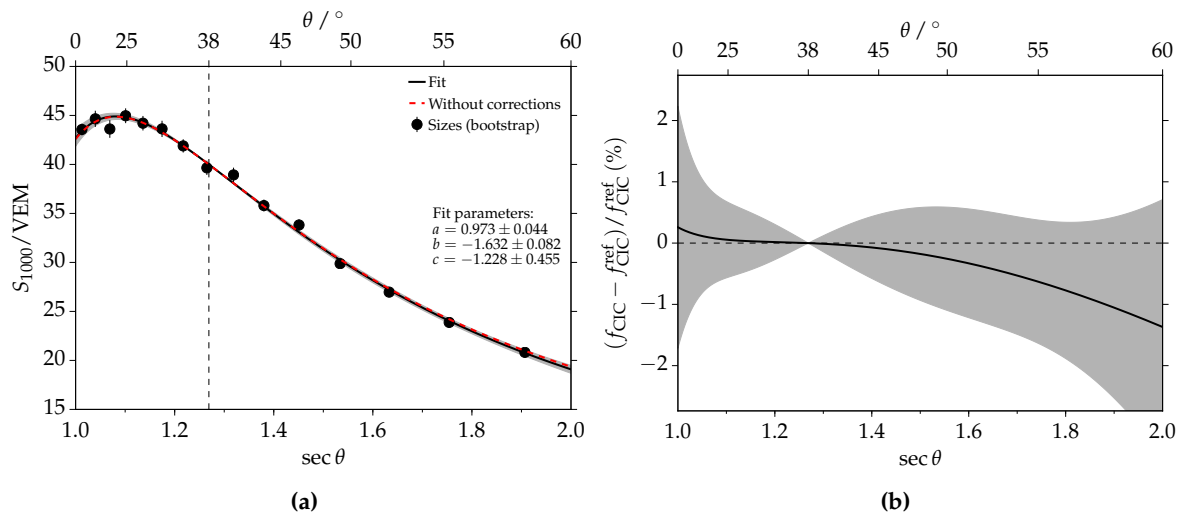 θ / °
0 25 38 45 50 55 60
50
45
40
35
30
25
20
15
S1000/VEM
Fit
Without corrections
Sizes (bootstrap)
Fit parameters:
a = 0.973 ± 0.044
b = −1.632 ± 0.082
c = −1.228 ± 0.455
1.0 1.2 1.4 1.6 1.8 2.0
sec θ
(a)
θ / °
0 25 38 45 50 55 60
2
1
0
−1
−2
(fCIC − f^ref_CIC)/f^ref_CIC (%)
1.0 1.2 1.4 1.6 1.8 2.0
sec θ
(b)